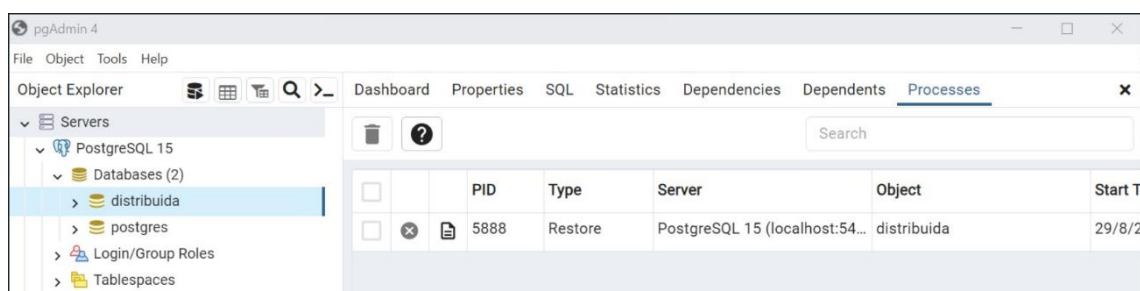 pgAdmin 4
File Object Tools Help
Object Explorer
Dashboard Properties SQL Statistics Dependencies Dependents Processes
Servers
PostgreSQL 15
Databases (2)
distribuida
postgres
Login/Group Roles
Tablespaces
Search
PID Type Server Object Start T
5888 Restore PostgreSQL 15 (localhost:54... distribuida 29/8/2